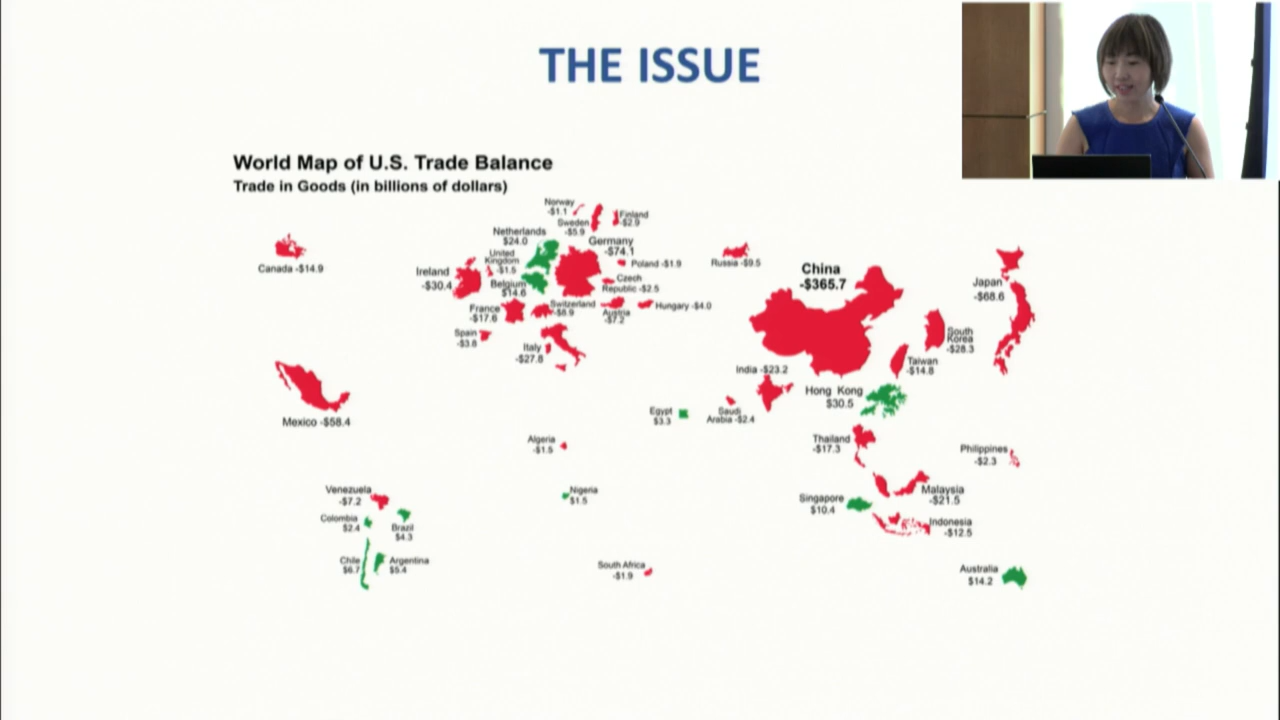 THE ISSUE
World Map of U.S. Trade Balance
Trade in Goods (in billions of dollars)
Norway
-$1.1
Sweden
-$5.9
Finland
-$2.9
Netherlands
$24.0
Germany
-$74.1
United
Kingdom
-$1.5
Poland -$1.9
Ireland
-$30.4
Belgium
$14.6
Czech
Republic -$2.5
France
-$17.6
Switzerland
-$8.9
Austria
-$7.2
Hungary -$4.0
Spain
-$3.8
Italy
-$27.8
Canada -$14.9
Russia -$9.5
China
-$365.7
Japan
-$68.6
South
Korea
-$28.3
Taiwan
-$14.8
India -$23.2
Hong Kong
$30.5
Mexico -$58.4
Egypt
$3.3
Saudi
Arabia -$2.4
Algeria
-$1.5
Thailand
-$17.3
Philippines
-$2.3
Venezuela
-$7.2
Nigeria
$1.5
Singapore
$10.4
Malaysia
-$21.5
Colombia
$2.4
Brazil
$4.3
Indonesia
-$12.5
Chile
$6.7
Argentina
$5.4
South Africa
-$1.9
Australia
$14.2